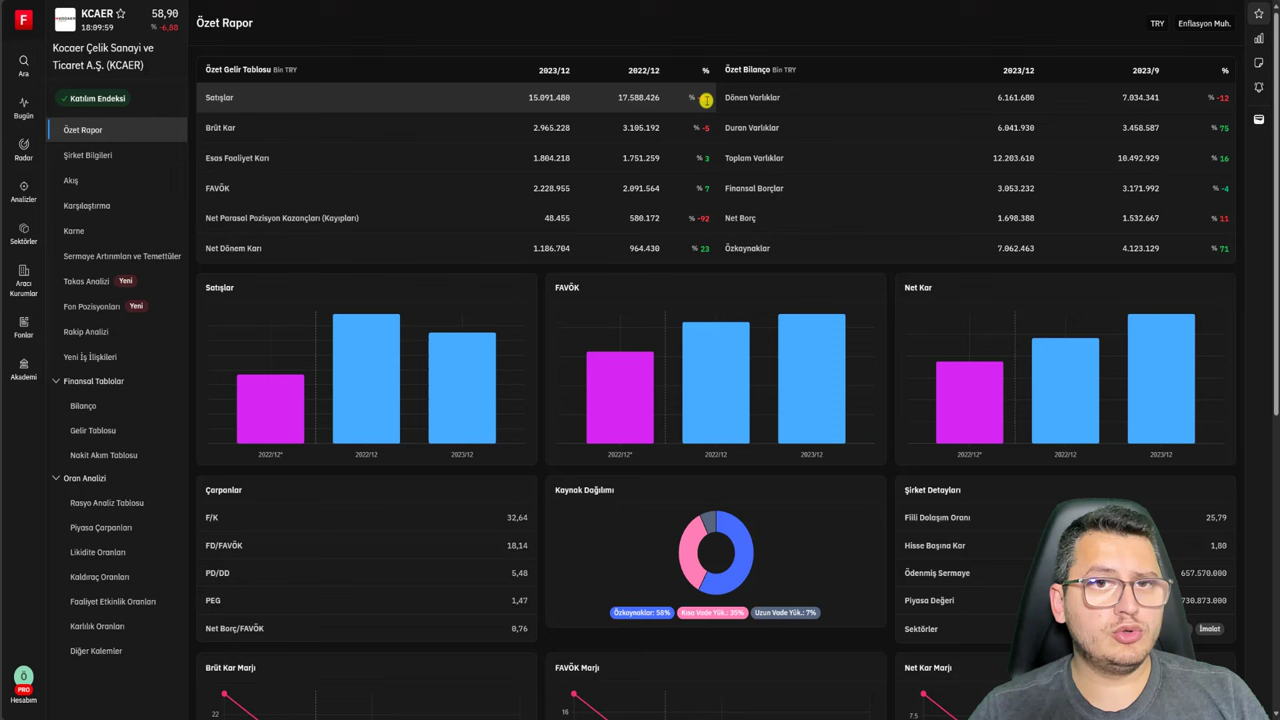 F
KCAER
18:09:59
58,90
% -6,88
Kocaer Çelik Sanayi ve
Ticaret A.Ş. (KCAER)
Katılım Endeksi
Özet Rapor
Şirket Bilgileri
Akış
Karşılaştırma
Karne
Sermaye Artırımları ve Temettüler
Takas Analizi Yeni
Fon Pozisyonları Yeni
Rakip Analizi
Yeni İş İlişkileri
Finansal Tablolar
Bilanço
Gelir Tablosu
Nakit Akım Tablosu
Oran Analizi
Rasyo Analiz Tablosu
Piyasa Çarpanları
Likidite Oranları
Kaldıraç Oranları
Faaliyet Etkinlik Oranları
Karlılık Oranları
Diğer Kalemler
Ara
Bugün
Radar
Analizler
Sektörler
Aracı
Kurumlar
Fonlar
Akademi
Ö
PRO
Hesabım
Özet Rapor
TRY
Enflasyon Muh.
Özet Gelir Tablosu Bin TRY 2023/12 2022/12 %
Satışlar 15.091.480 17.588.426 %
Brüt Kar 2.965.228 3.105.192 % -5
Esas Faaliyet Karı 1.804.218 1.751.259 % 3
FAVÖK 2.228.955 2.091.564 % 7
Net Parasal Pozisyon Kazançları (Kayıpları) 48.455 580.172 % -92
Net Dönem Karı 1.186.704 964.430 % 23
Özet Bilanço Bin TRY 2023/12 2023/9 %
Dönen Varlıklar 6.161.680 7.034.341 % -12
Duran Varlıklar 6.041.930 3.458.587 % 75
Toplam Varlıklar 12.203.610 10.492.929 % 16
Finansal Borçlar 3.053.232 3.171.992 % -4
Net Borç 1.698.388 1.532.667 % 11
Özkaynaklar 7.062.463 4.123.129 % 71
Satışlar
2022/12* 2022/12 2023/12
FAVÖK
2022/12* 2022/12 2023/12
Net Kar
2022/12* 2022/12 2023/12
Çarpanlar
F/K 32,64
FD/FAVÖK 18,14
PD/DD 5,48
PEG 1,47
Net Borç/FAVÖK 0,76
Kaynak Dağılımı
Özkaynaklar: 58% Kısa Vade Yük.: 35% Uzun Vade Yük.: 7%
Şirket Detayları
Fiili Dolaşım Oranı 25,79
Hisse Başına Kar 1,80
Ödenmiş Sermaye 657.570.000
Piyasa Değeri 730.873.000
Sektörler İmalat
Brüt Kar Marjı
22
FAVÖK Marjı
16
Net Kar Marjı
7.5